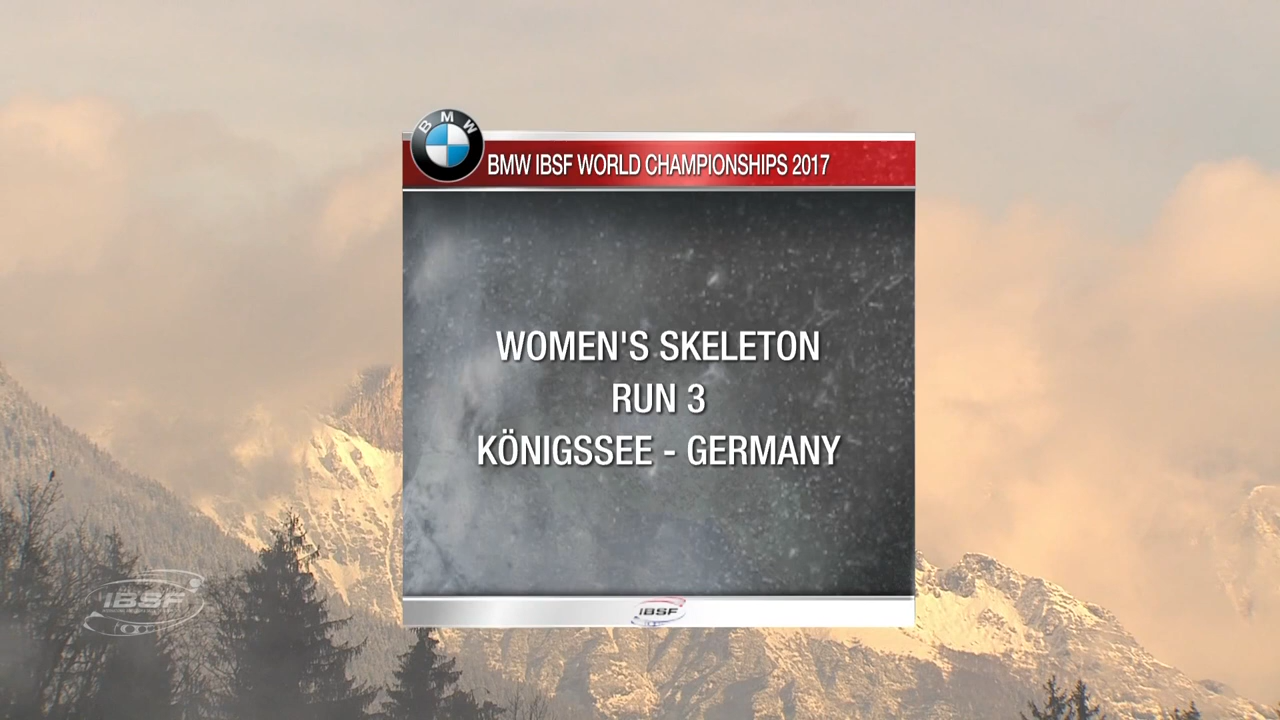 BMW
BMW IBSF WORLD CHAMPIONSHIPS 2017
WOMEN'S SKELETON
RUN 3
KÖNIGSSEE - GERMANY
IBSF
IBSF